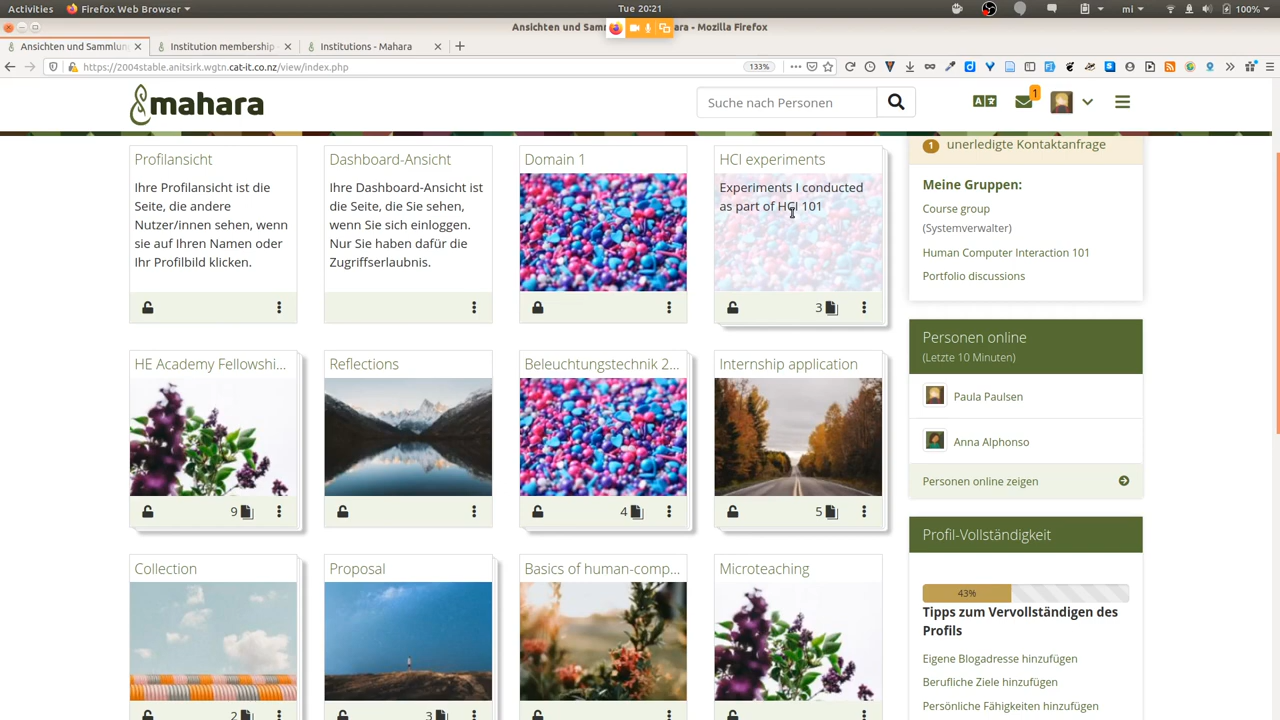 Firefox Web Browser
Tue 20:21
mi
100%
Ansichten und Sammlungen - Mahara - Mozilla Firefox
Ansichten und Sammlun
Institution membership
Institutions - Mahara
https://2004stable.anitsirk.wgtn.cat-it.co.nz/view/index.php
133%
mahara
Suche nach Personen
1
Profilansicht
Ihre Profilansicht ist die
Seite, die andere
Nutzer/innen sehen, wenn
sie auf Ihren Namen oder
Ihr Profilbild klicken.
Dashboard-Ansicht
Ihre Dashboard-Ansicht ist
die Seite, die Sie sehen,
wenn Sie sich einloggen.
Nur Sie haben dafür die
Zugriffserlaubnis.
Domain 1
HCI experiments
Experiments I conducted
as part of HCI 101
3
HE Academy Fellowshi...
9
Reflections
Beleuchtungstechnik 2...
4
Internship application
5
Collection
2
Proposal
3
Basics of human-comp...
Microteaching
1 unerledigte Kontaktanfrage
Meine Gruppen:
Course group
(Systemverwalter)
Human Computer Interaction 101
Portfolio discussions
Personen online
(Letzte 10 Minuten)
Paula Paulsen
Anna Alphonso
Personen online zeigen
Profil-Vollständigkeit
43%
Tipps zum Vervollständigen des
Profils
Eigene Blogadresse hinzufügen
Berufliche Ziele hinzufügen
Persönliche Fähigkeiten hinzufügen